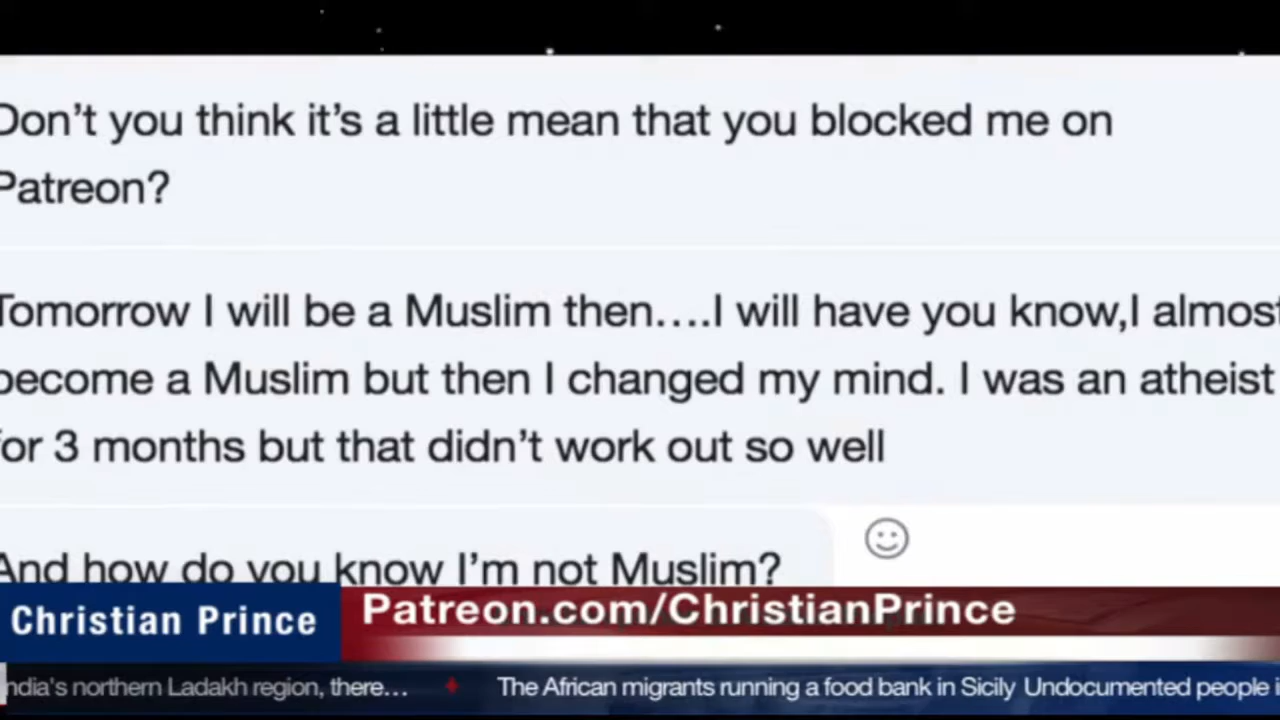 Don't you think it's a little mean that you blocked me on
Patreon?
Tomorrow I will be a Muslim then....I will have you know,I almost
become a Muslim but then I changed my mind. I was an atheist
for 3 months but that didn't work out so well
And how do you know I'm not Muslim?
Christian Prince
Patreon.com/ChristianPrince
ndia's northern Ladakh region, there... The African migrants running a food bank in Sicily Undocumented people i